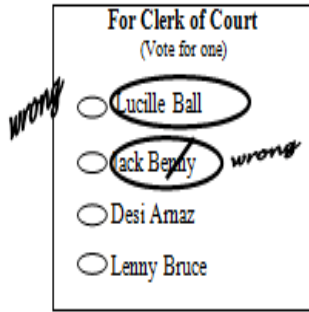 For Clerk of Court
(Vote for one)
wrong
Lucille Ball
Jack Benny wrong
Desi Arnaz
Lenny Bruce